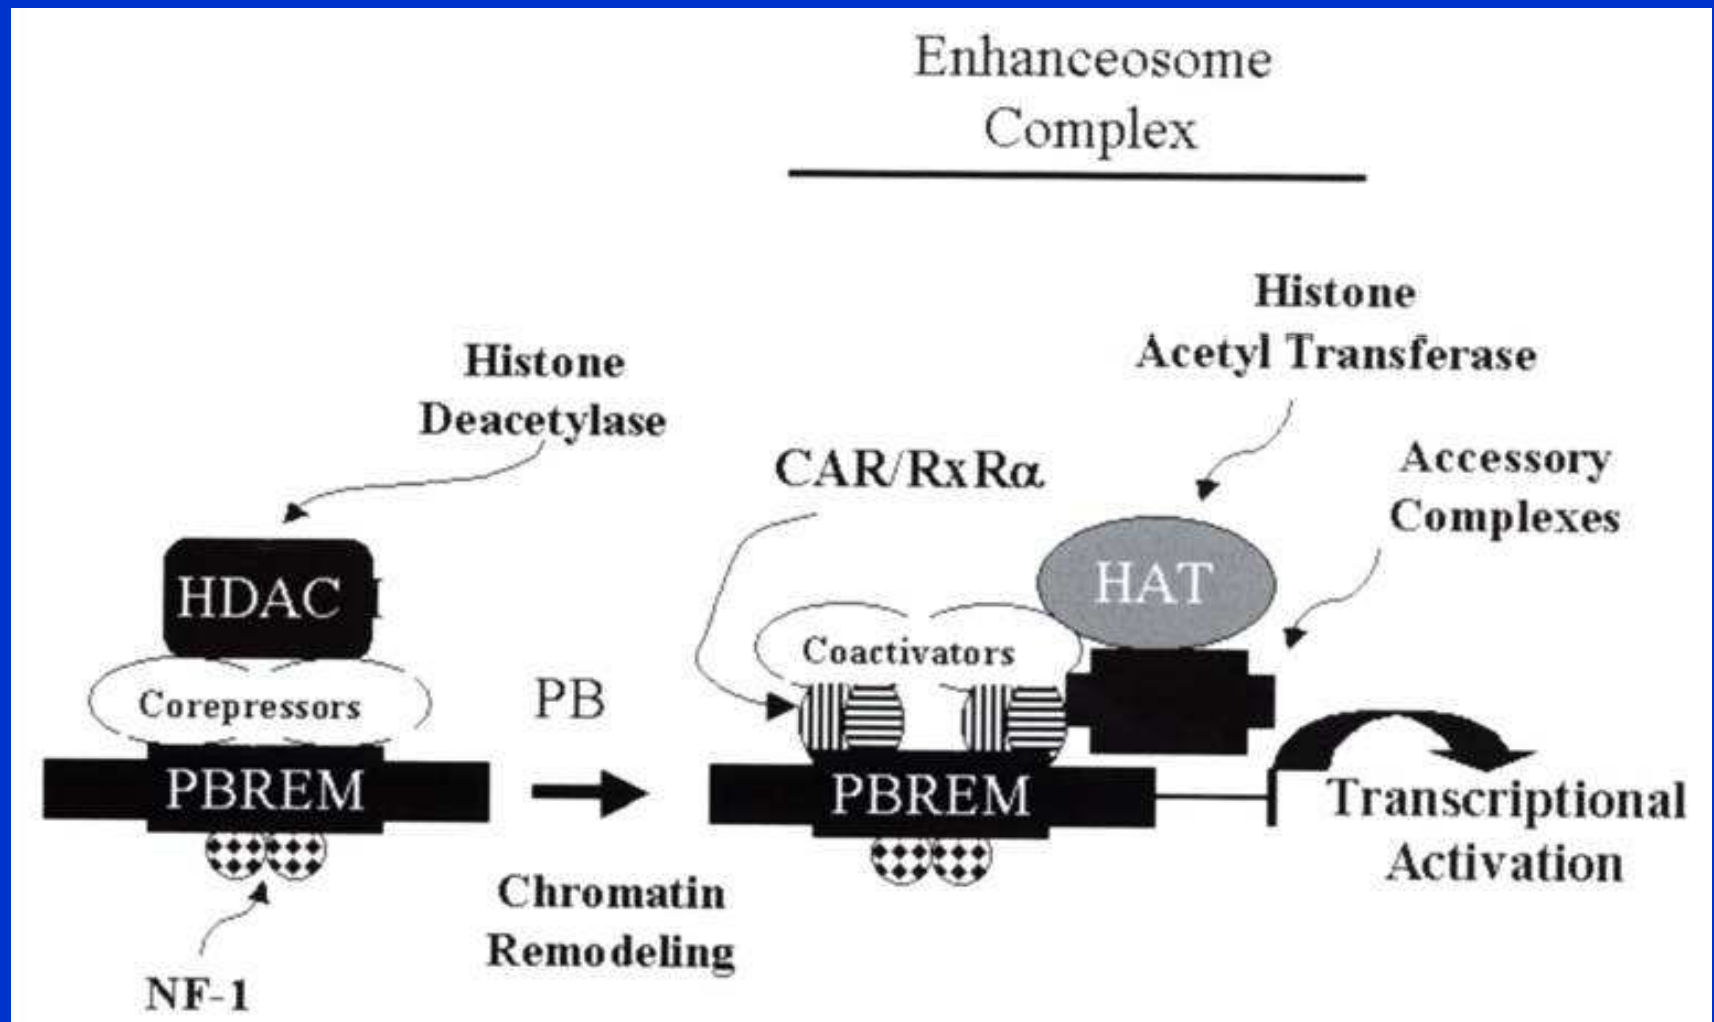 Enhanceosome
Complex
Histone
Deacetylase
HDAC I
Corepressors
PBREM
NF-1
PB
Chromatin
Remodeling
CAR/RxRα
Histone
Acetyl Transferase
Accessory
Complexes
HAT
Coactivators
PBREM
Transcriptional
Activation